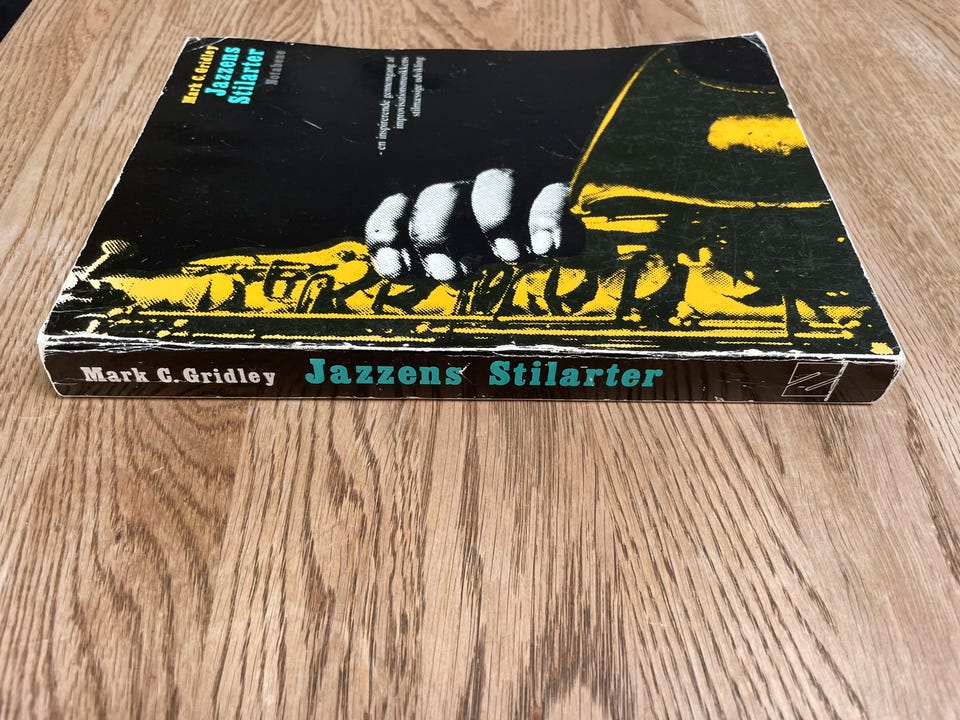 Mark C. Gridley
Jazzens
Stilarter
Notabene
- en inspirerende gennemgang af
improvisationsmusikkens
stilmæssige udvikling
Mark C. Gridley Jazzens Stilarter